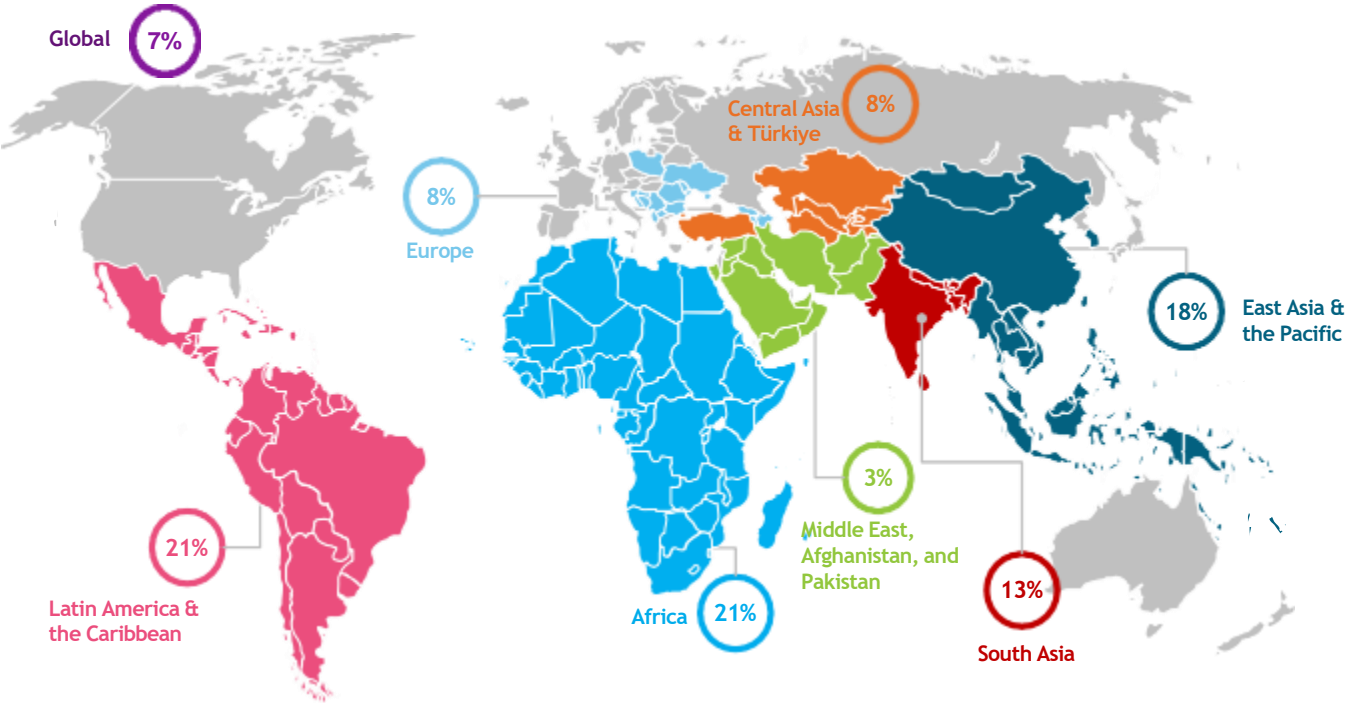 Global
7%
Central Asia
& Türkiye
8%
8%
Europe
18%
East Asia &
the Pacific
3%
Middle East,
Afghanistan, and
Pakistan
21%
Latin America &
the Caribbean
Africa
21%
13%
South Asia